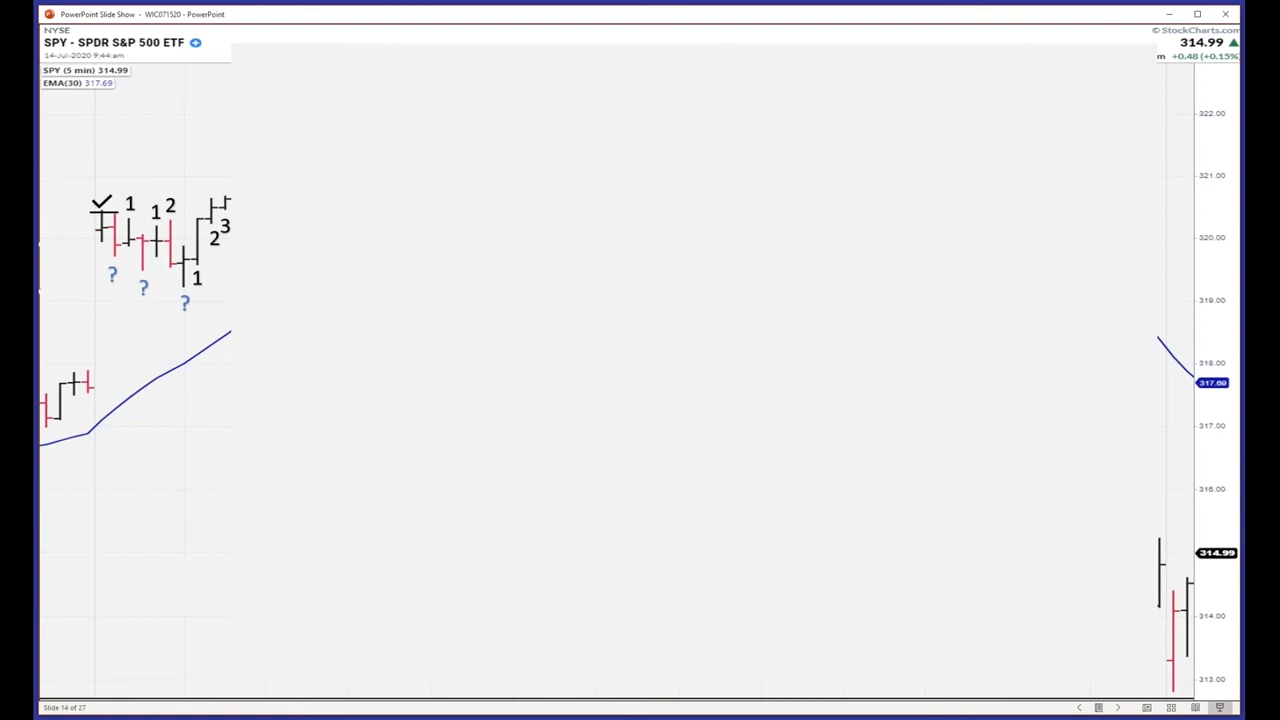 PowerPoint Slide Show - WIC071520 - PowerPoint
NYSE
© StockCharts.com
SPY - SPDR S&P 500 ETF
314.99
14-Jul-2020 9:44am
m +0.48 (+0.15%
SPY (5 min) 314.99
EMA(30) 317.69
322.00
321.00
320.00
319.00
318.00
317.69
317.00
316.00
314.99
314.00
313.00
1
1 2
2 3
1
?
?
?
Slide 14 of 27